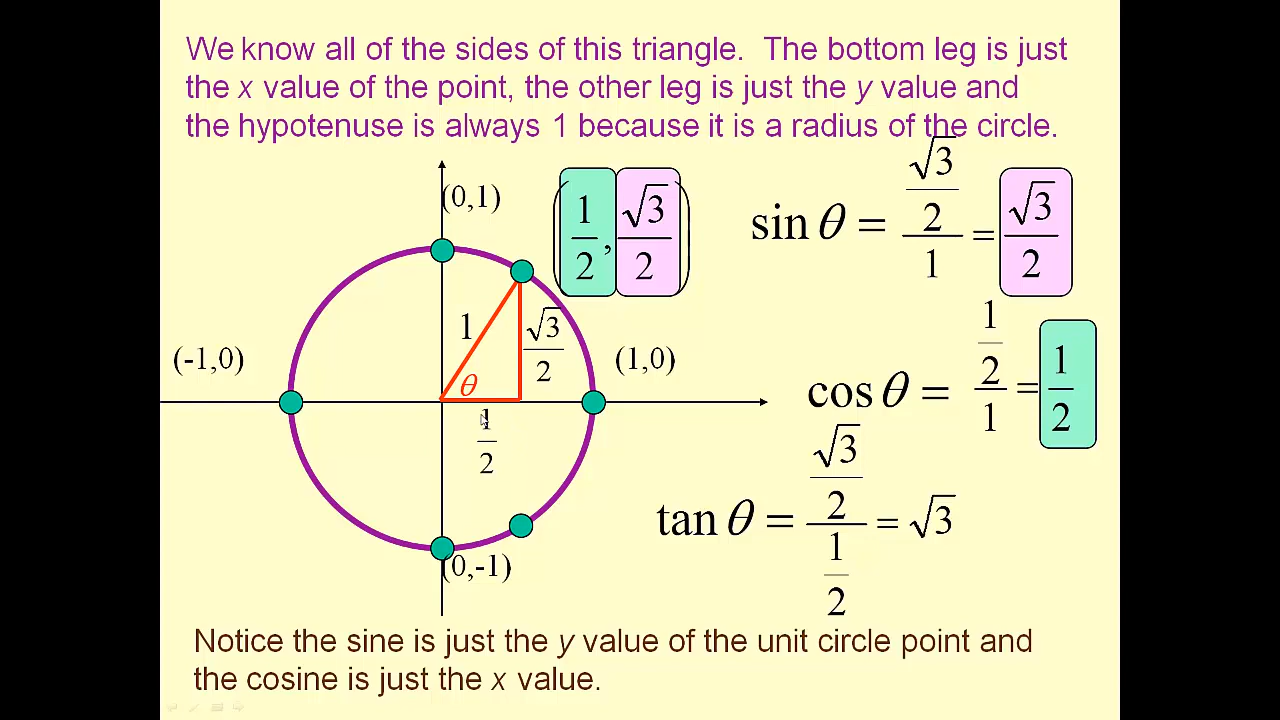 We know all of the sides of this triangle. The bottom leg is just
the x value of the point, the other leg is just the y value and
the hypotenuse is always 1 because it is a radius of the circle.
(0,1)
(1/2, √3/2)
sin θ = (√3/2)/1 = √3/2
1
√3/2
(-1,0)
(1,0)
θ
1/2
cos θ = (1/2)/1 = 1/2
tan θ = (√3/2)/(1/2) = √3
(0,-1)
Notice the sine is just the y value of the unit circle point and
the cosine is just the x value.